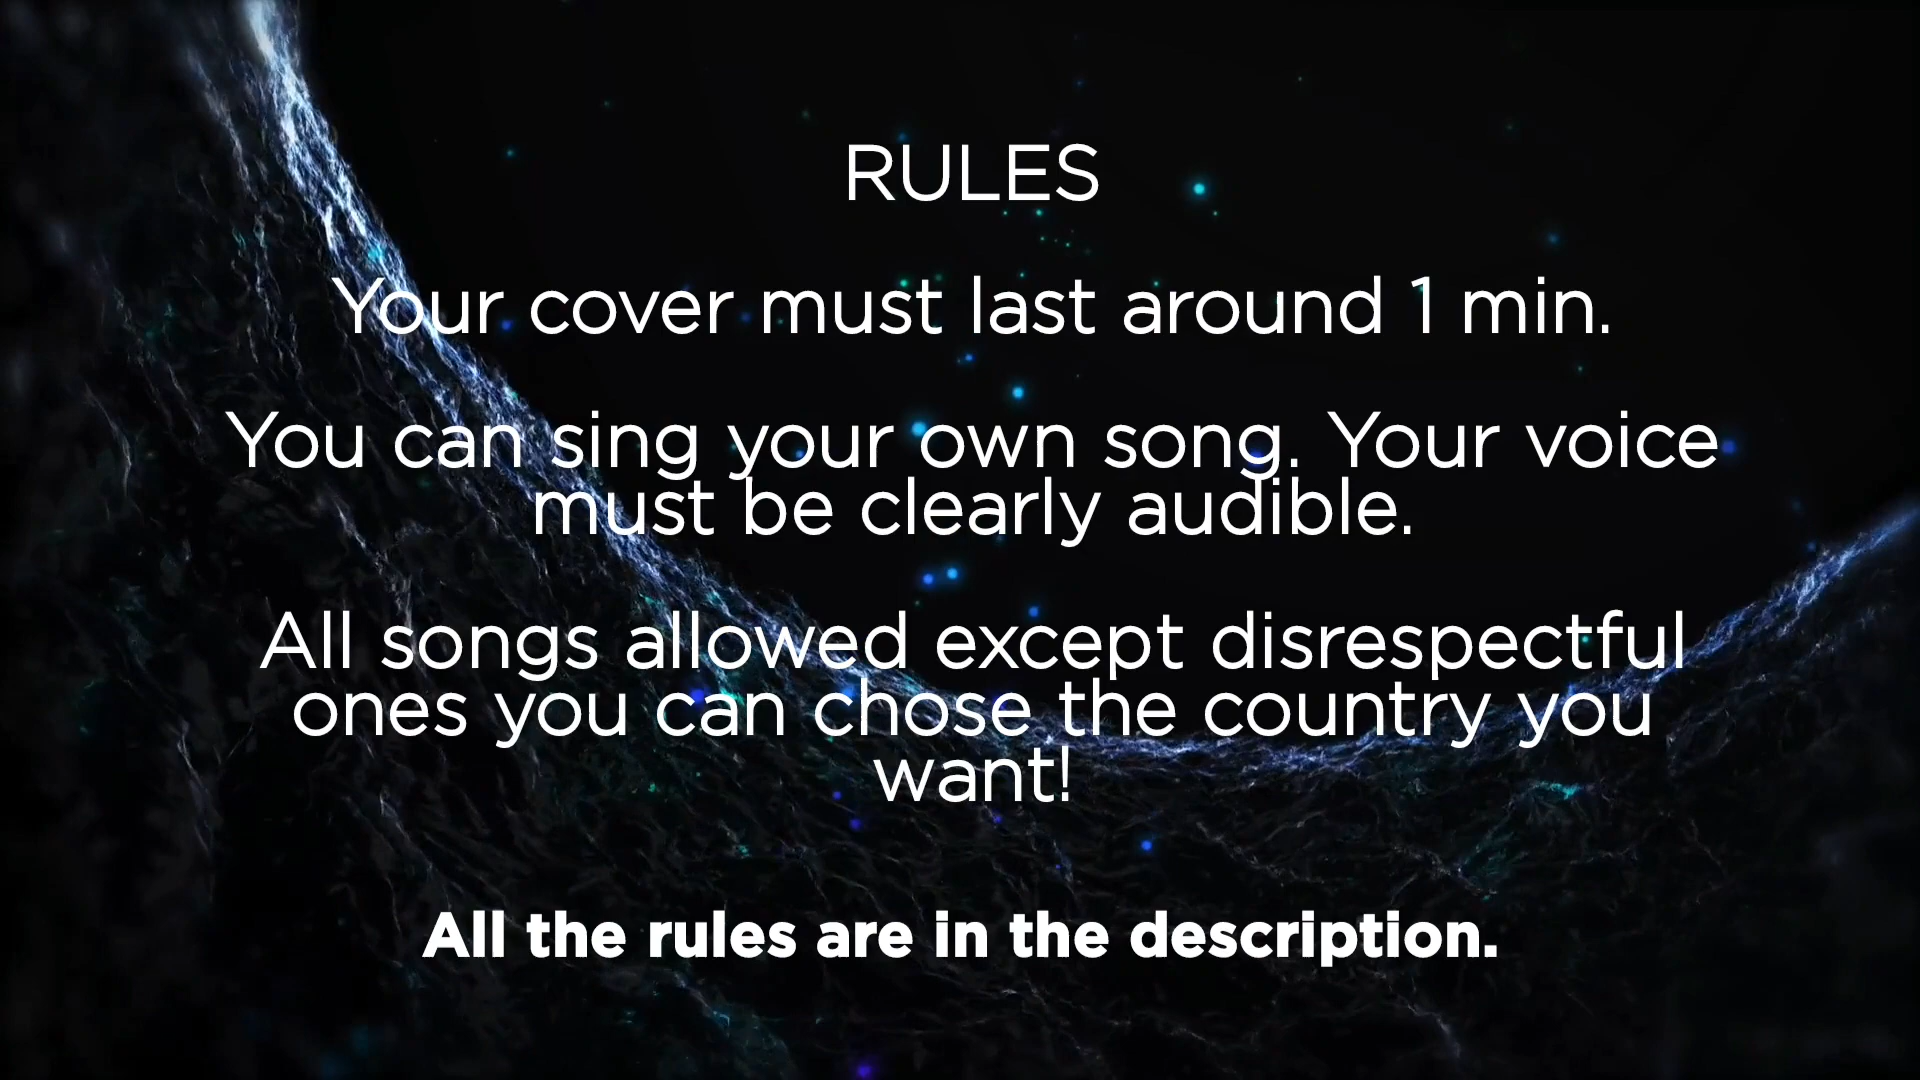 RULES
Your cover must last around 1 min.
You can sing your own song. Your voice
must be clearly audible.
All songs allowed except disrespectful
ones you can chose the country you
want!
All the rules are in the description.